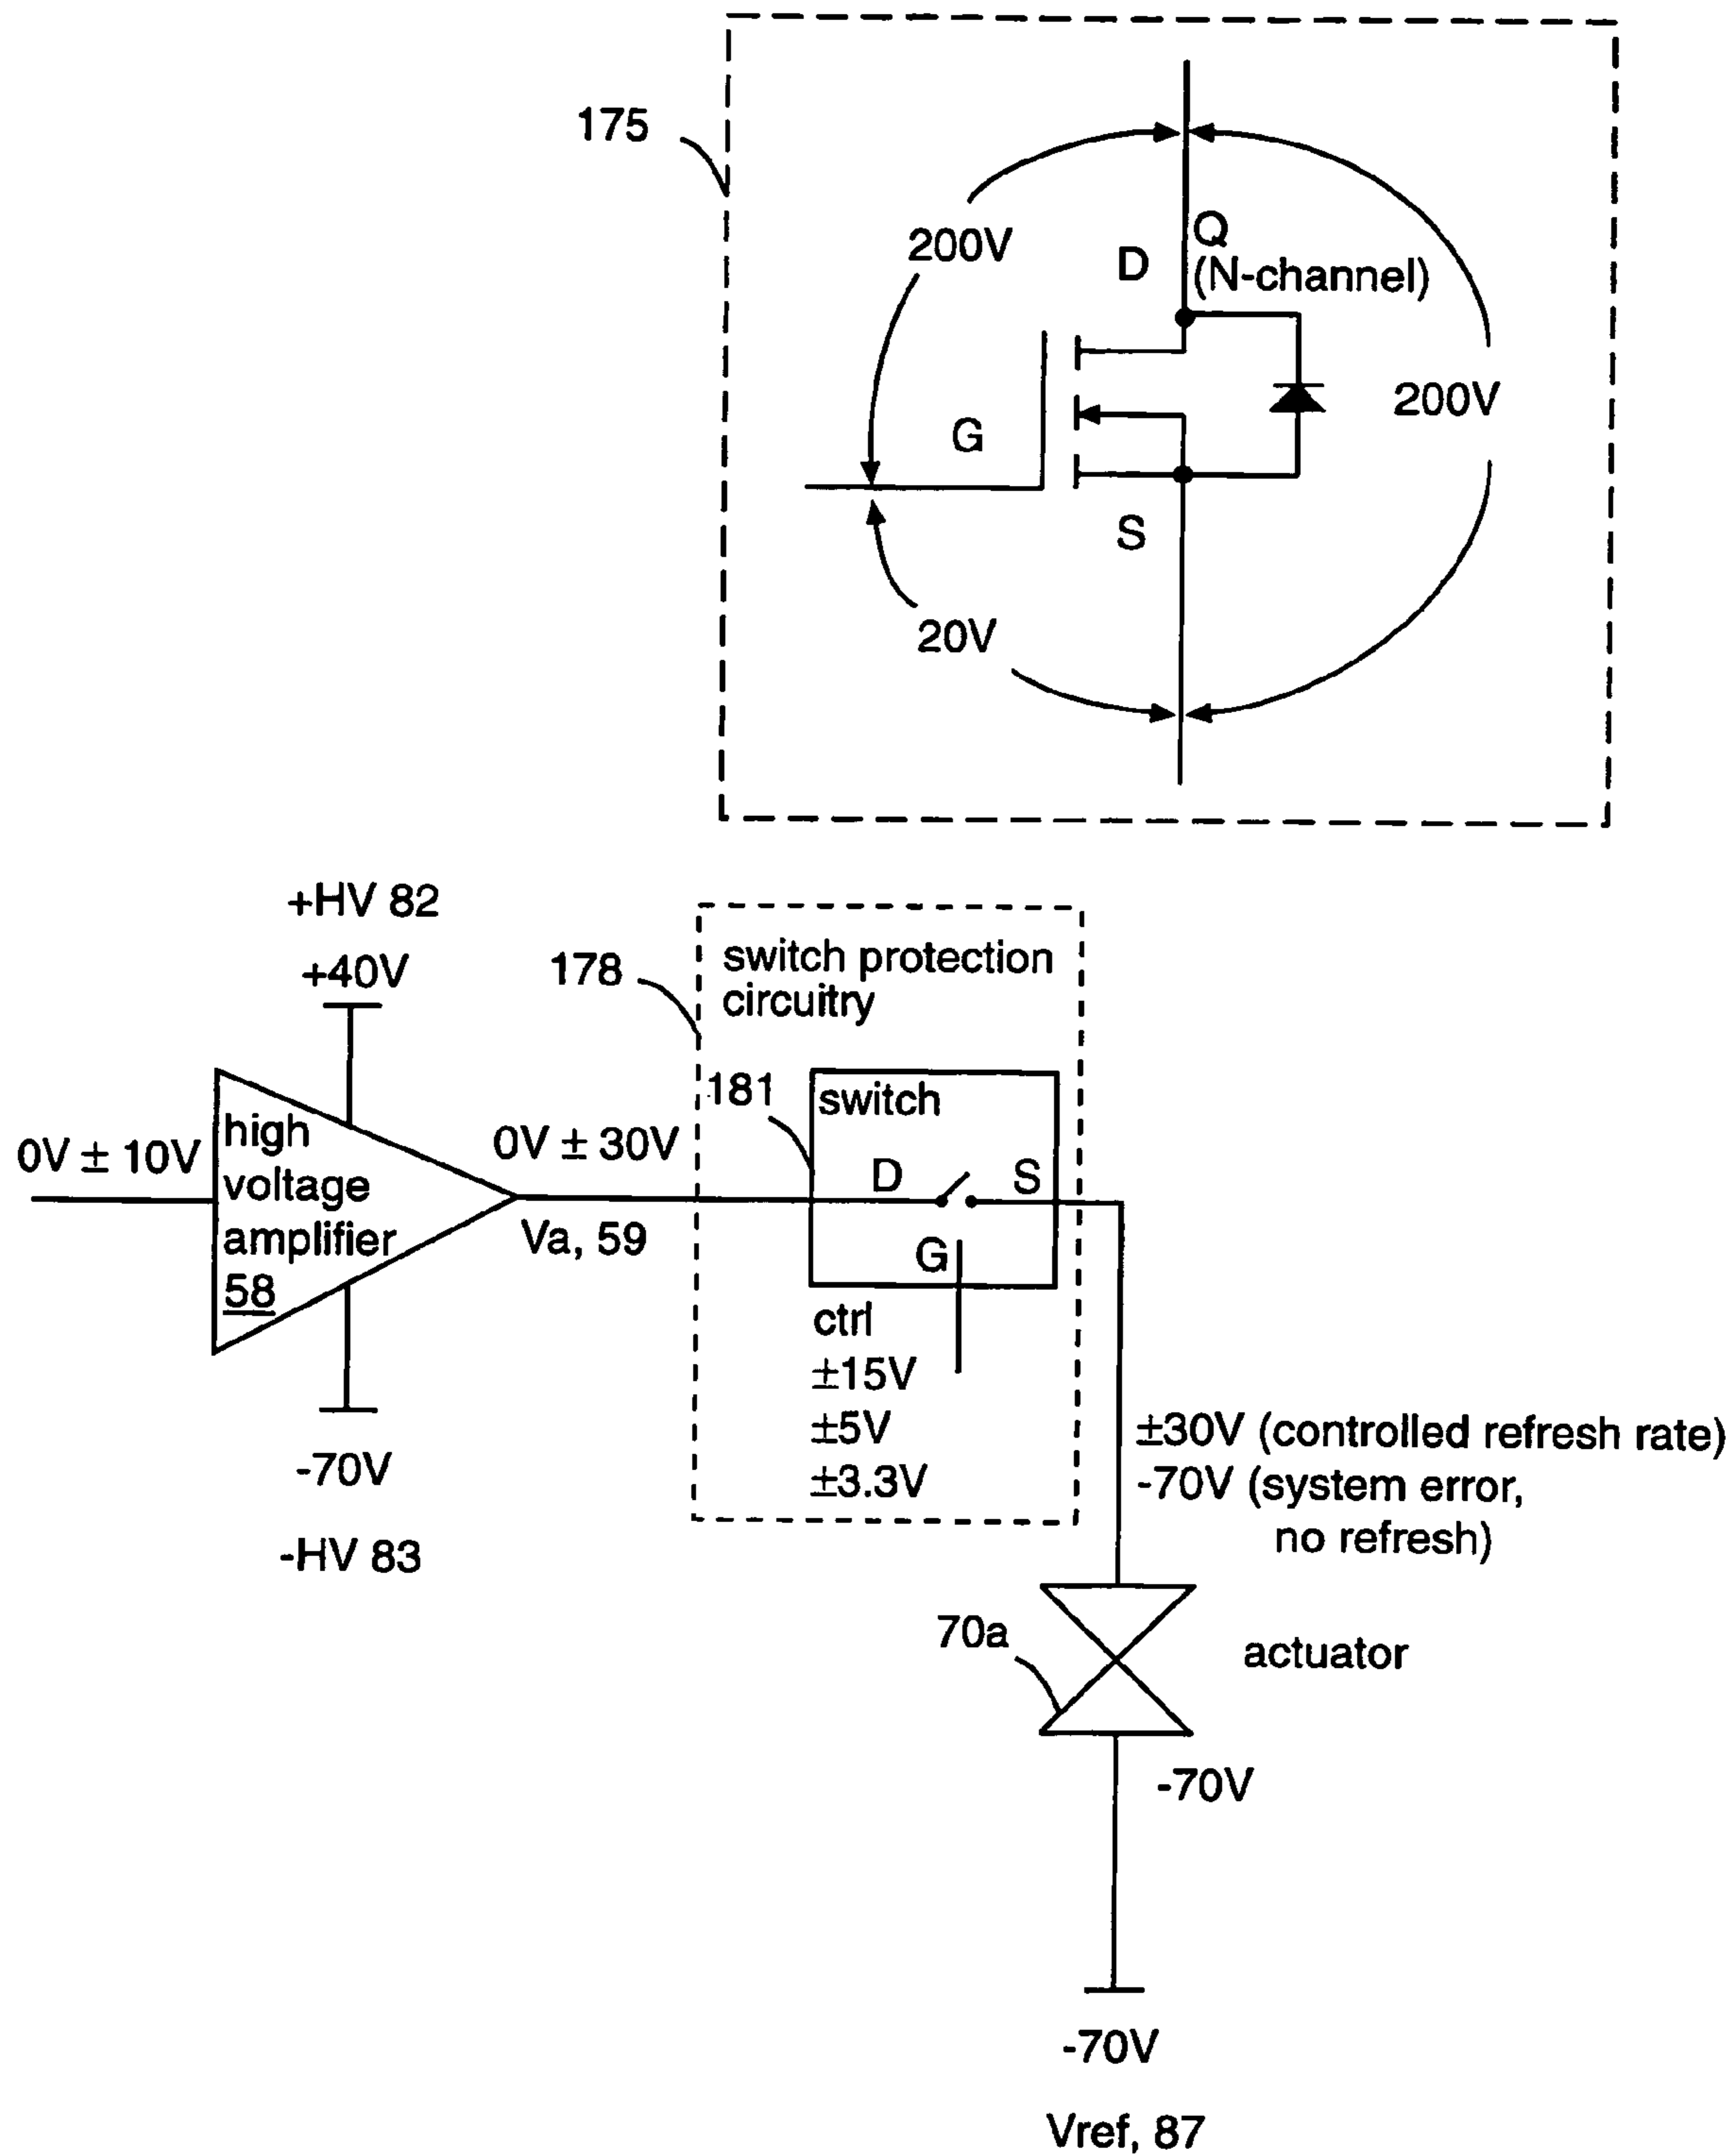 175
200V
Q
D
(N-channel)
200V
G
S
20V
+HV 82
+40V
178
switch protection
circuitry
181
switch
0V ± 10V
high
voltage
amplifier
58
0V ± 30V
D
S
Va, 59
G
ctrl
±15V
±5V
±3.3V
-70V
-HV 83
±30V (controlled refresh rate)
-70V (system error,
no refresh)
70a
actuator
-70V
-70V
Vref, 87